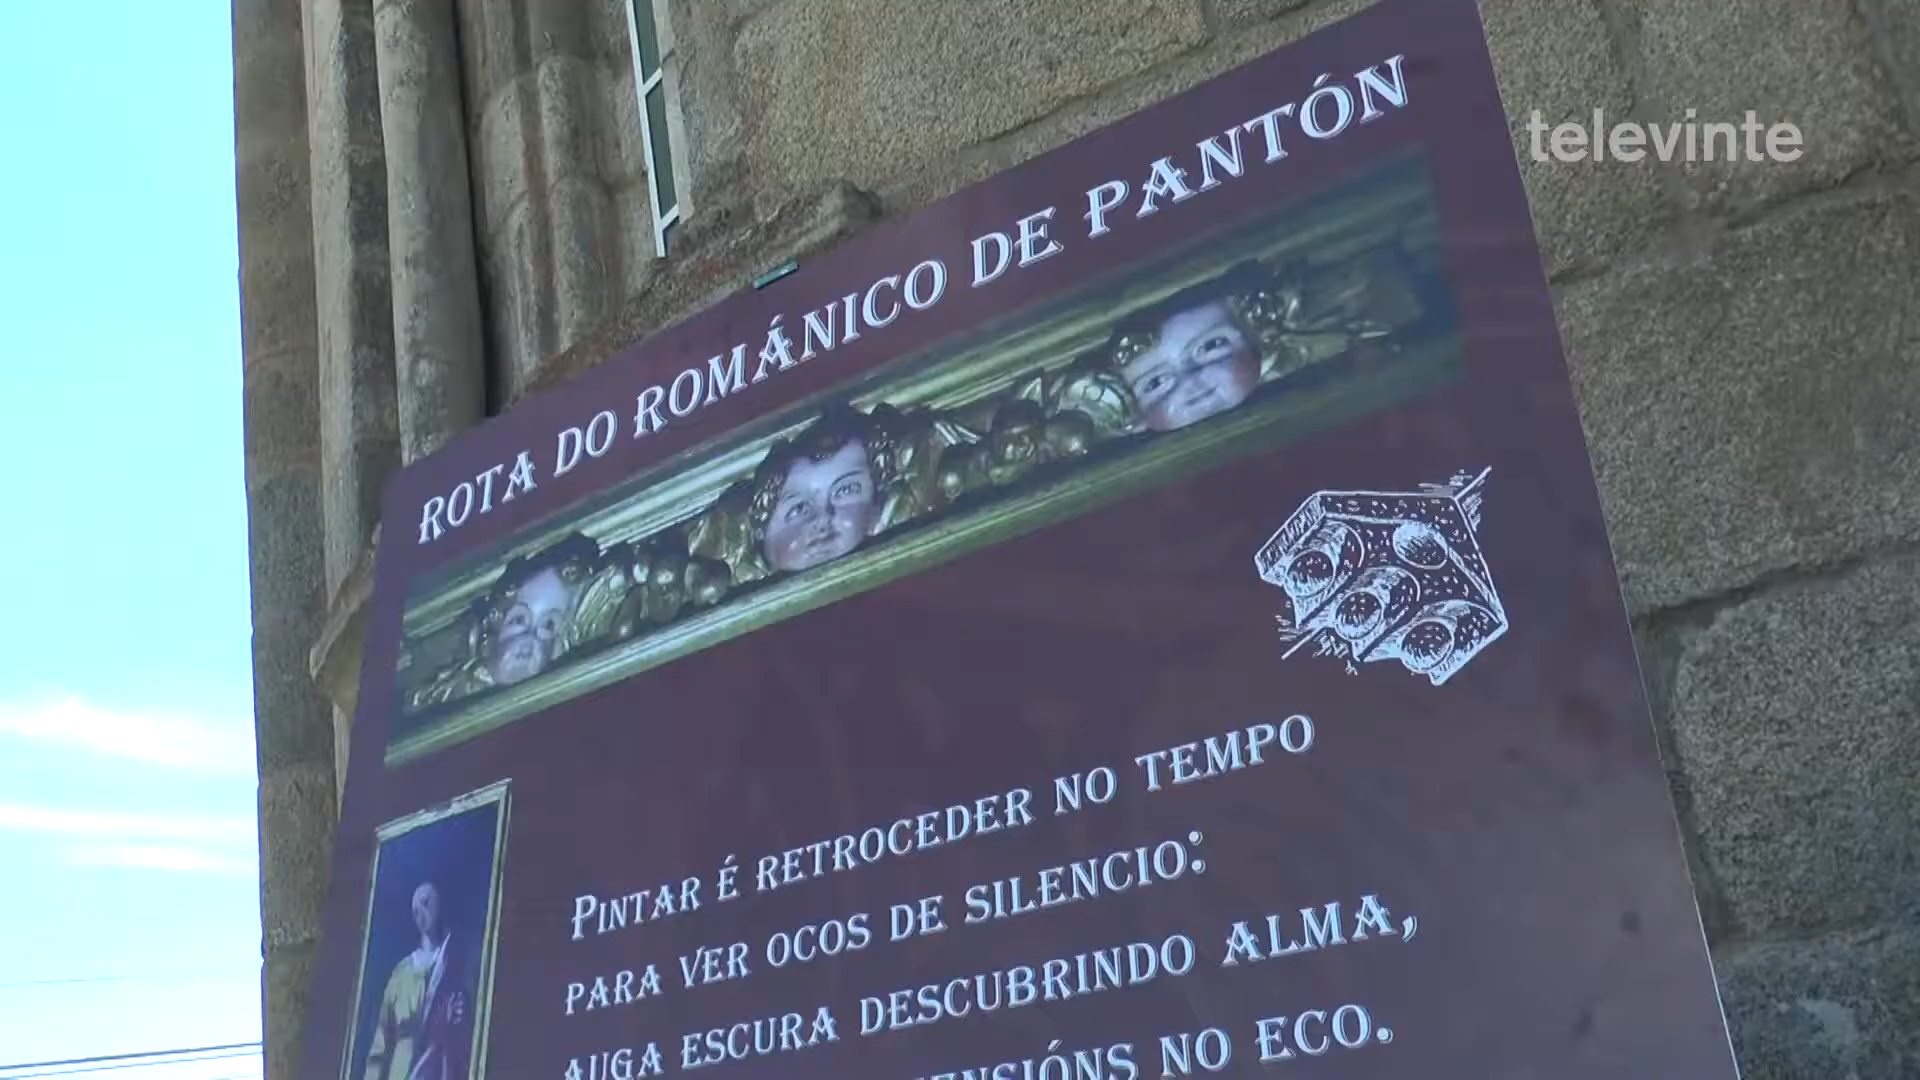 televinte
ROTA DO ROMÁNICO DE PANTÓN
PINTAR É RETROCEDER NO TEMPO
PARA VER OCOS DE SILENCIO:
AUGA ESCURA DESCUBRINDO ALMA,
NO ECO.